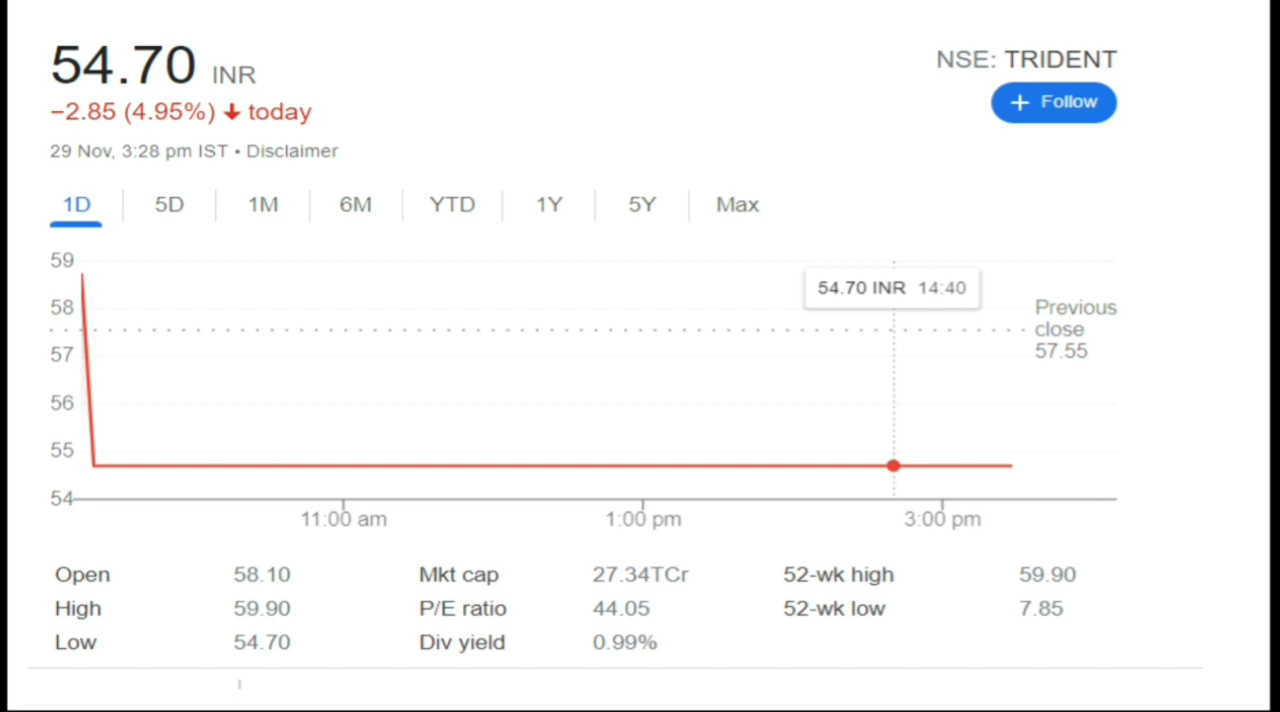 54.70 INR
NSE: TRIDENT
−2.85 (4.95%) ↓ today
+ Follow
29 Nov, 3:28 pm IST • Disclaimer
1D 5D 1M 6M YTD 1Y 5Y Max
59
58
57
56
55
54
54.70 INR 14:40
Previous
close
57.55
11:00 am 1:00 pm 3:00 pm
Open 58.10 Mkt cap 27.34TCr 52-wk high 59.90
High 59.90 P/E ratio 44.05 52-wk low 7.85
Low 54.70 Div yield 0.99%